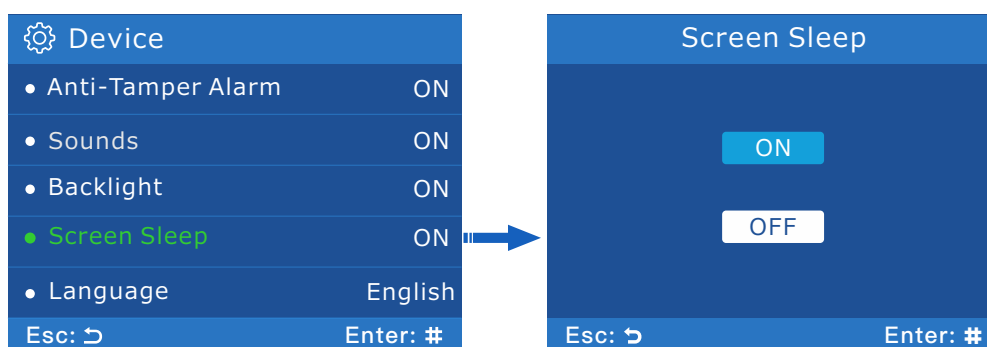 Device
Anti-Tamper Alarm ON
Sounds ON
Backlight ON
Screen Sleep ON
Language English
Esc: ⮌ Enter: #
Screen Sleep
ON
OFF
Esc: ⮌ Enter: #